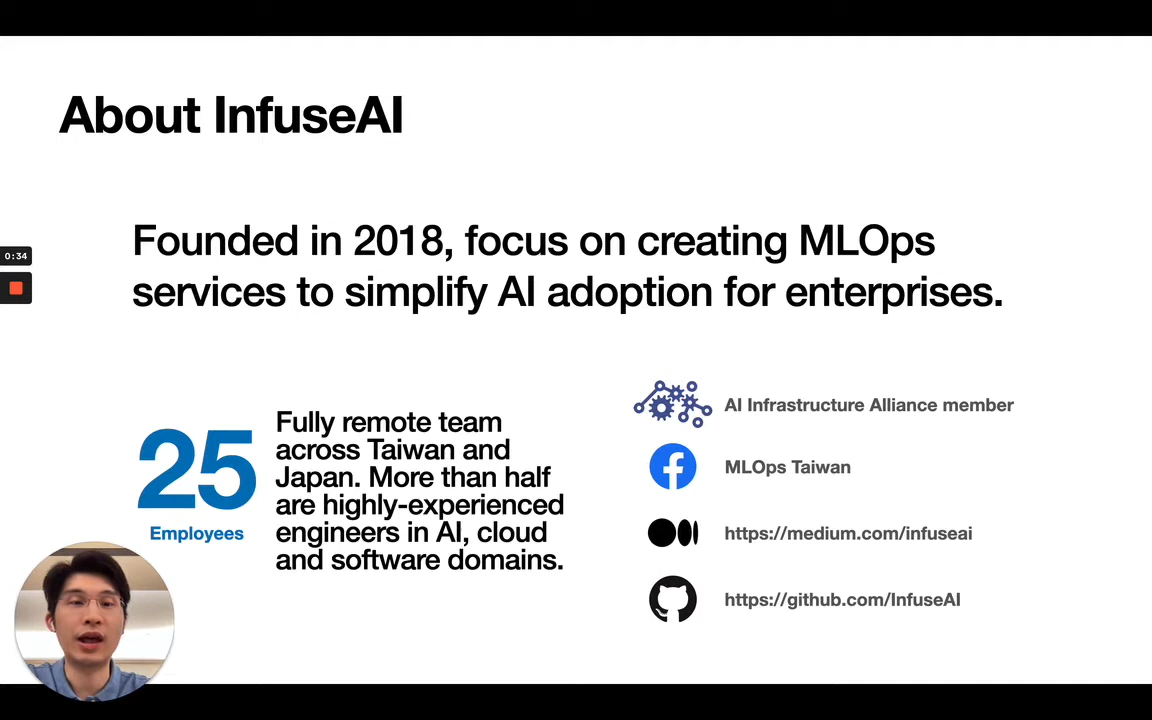 About InfuseAI
Founded in 2018, focus on creating MLOps
services to simplify AI adoption for enterprises.
0:34
25
Employees
Fully remote team
across Taiwan and
Japan. More than half
are highly-experienced
engineers in AI, cloud
and software domains.
AI Infrastructure Alliance member
MLOps Taiwan
https://medium.com/infuseai
https://github.com/InfuseAI